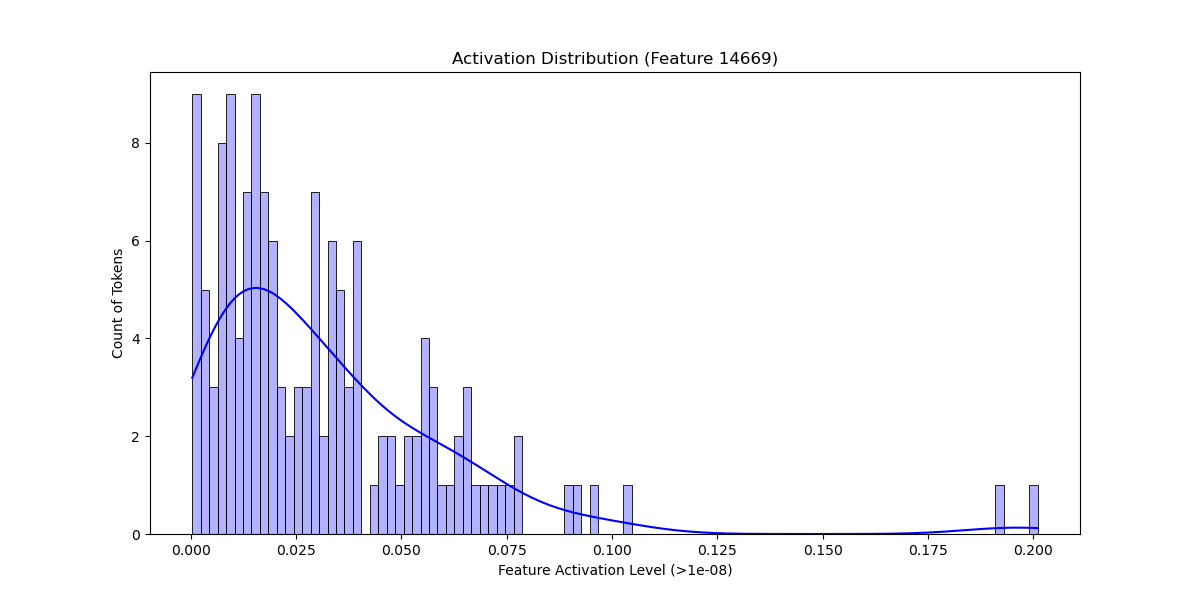 Activation Distribution (Feature 14669)
Count of Tokens
8
6
4
2
0
0.000 0.025 0.050 0.075 0.100 0.125 0.150 0.175 0.200
Feature Activation Level (>1e-08)